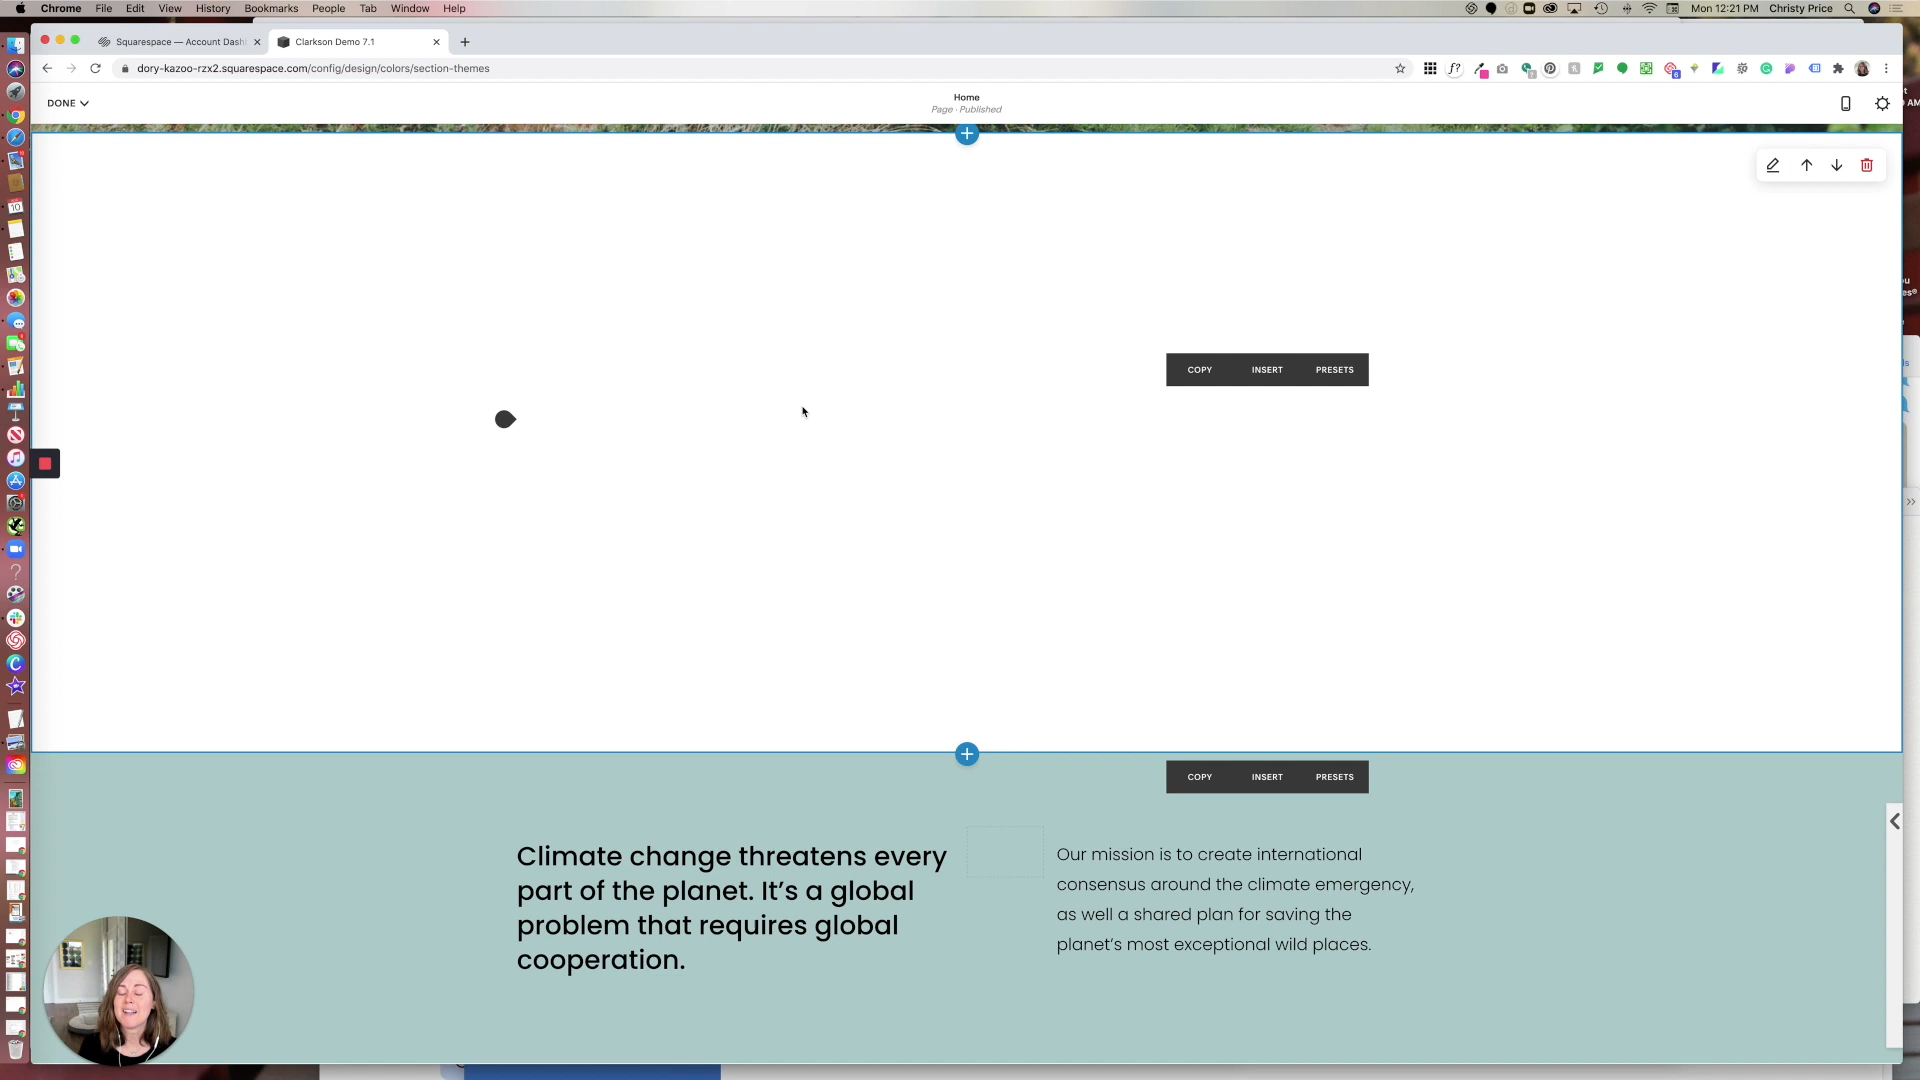 Chrome File Edit View History Bookmarks People Tab Window Help
Mon 12:21 PM Christy Price
Squarespace — Account Dash
Clarkson Demo 7.1
dory-kazoo-rzx2.squarespace.com/config/design/colors/section-themes
DONE
Home
Page · Published
COPY INSERT PRESETS
COPY INSERT PRESETS
Climate change threatens every
part of the planet. It’s a global
problem that requires global
cooperation.
Our mission is to create international
consensus around the climate emergency,
as well a shared plan for saving the
planet’s most exceptional wild places.